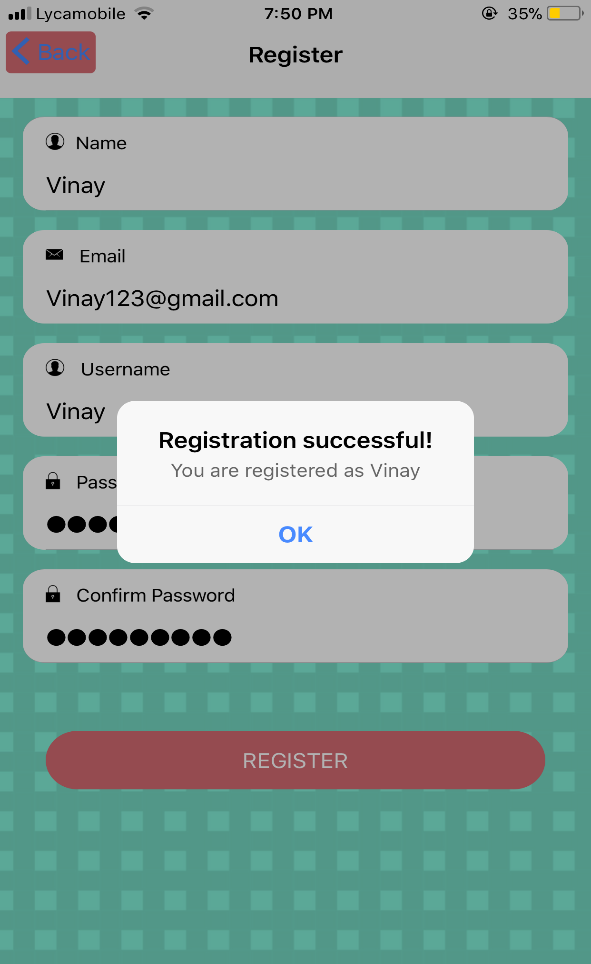 Lycamobile 7:50 PM 35%
Back Register
Name
Vinay
Email
Vinay123@gmail.com
Username
Vinay
Registration successful!
You are registered as Vinay
Pass
OK
Confirm Password
REGISTER